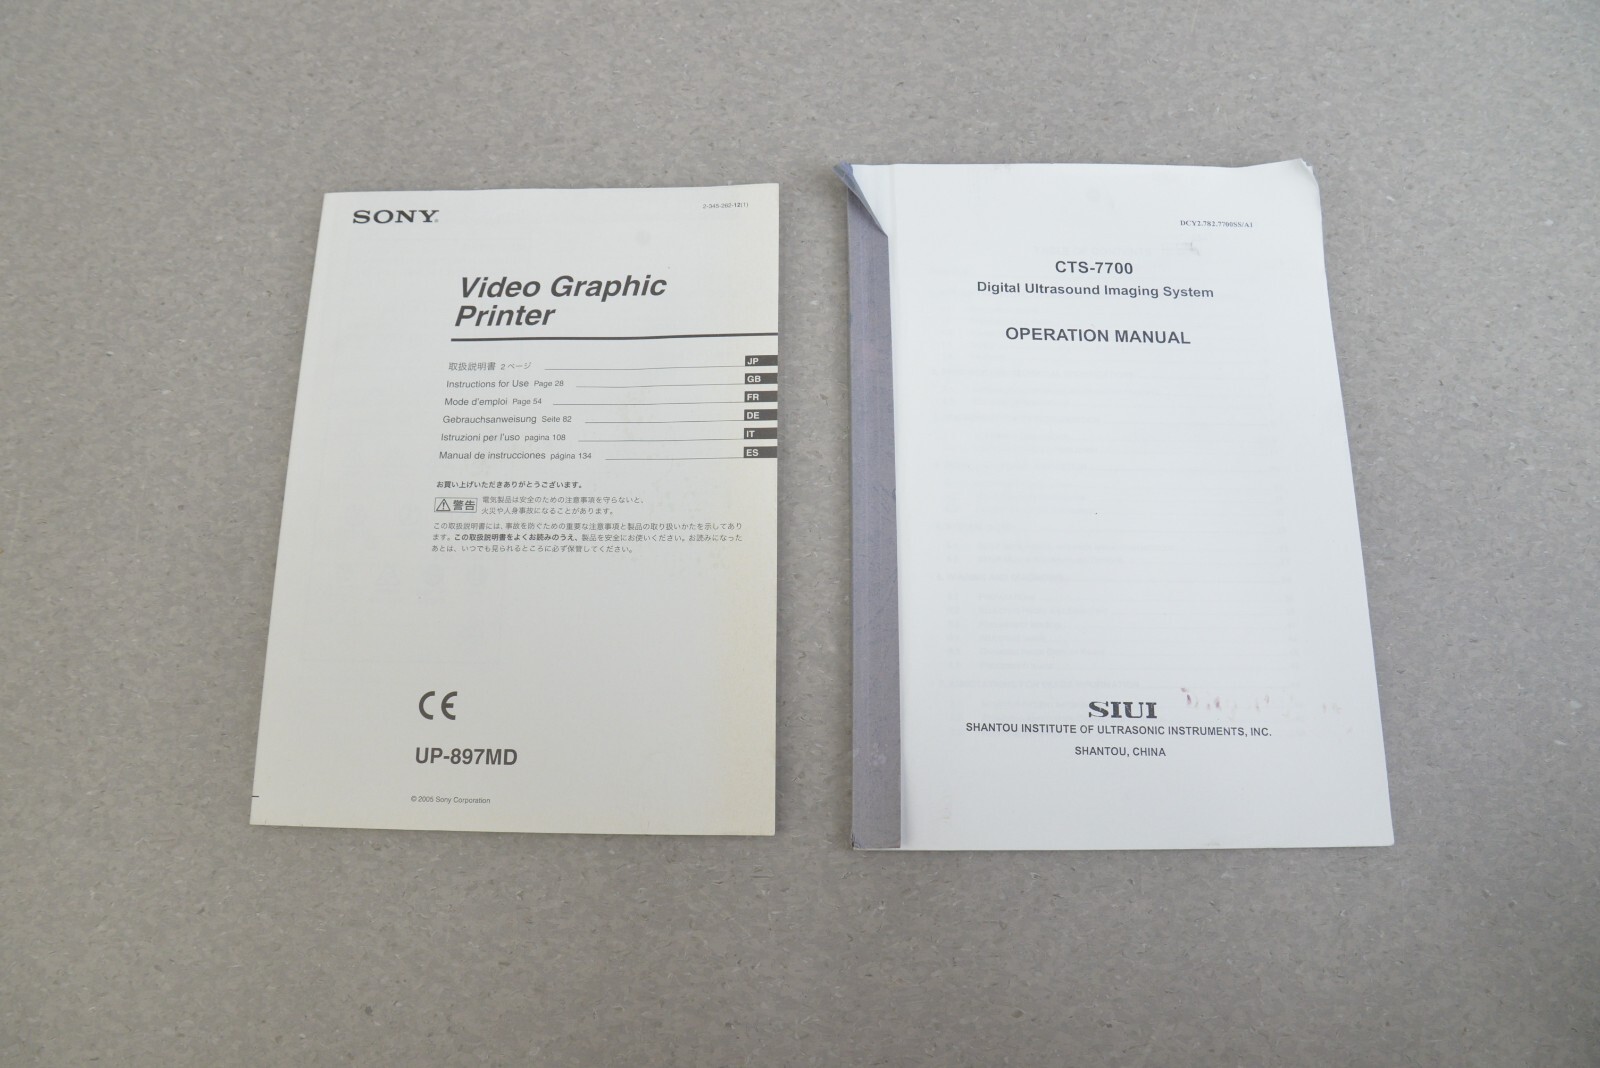 SONY®
2-345-262-12(1)
Video Graphic
Printer
取扱説明書 2 ページ
JP
Instructions for Use Page 28
GB
Mode d'emploi Page 54
FR
Gebrauchsanweisung Seite 82
DE
Istruzioni per l'uso pagina 108
IT
Manual de instrucciones página 134
ES
お買い上げいただきありがとうございます。
警告
電気製品は安全のための注意事項を守らないと、
火災や人身事故になることがあります。
この取扱説明書には、事故を防ぐための重要な注意事項と製品の取り扱いかたを示してあり
ます。この取扱説明書をよくお読みのうえ、製品を安全にお使いください。お読みになった
あとは、いつでも見られるところに必ず保管してください。
CE
UP-897MD
© 2005 Sony Corporation
DCY2.782.7700SS/A1
CTS-7700
Digital Ultrasound Imaging System
OPERATION MANUAL
SIUI
SHANTOU INSTITUTE OF ULTRASONIC INSTRUMENTS, INC.
SHANTOU, CHINA